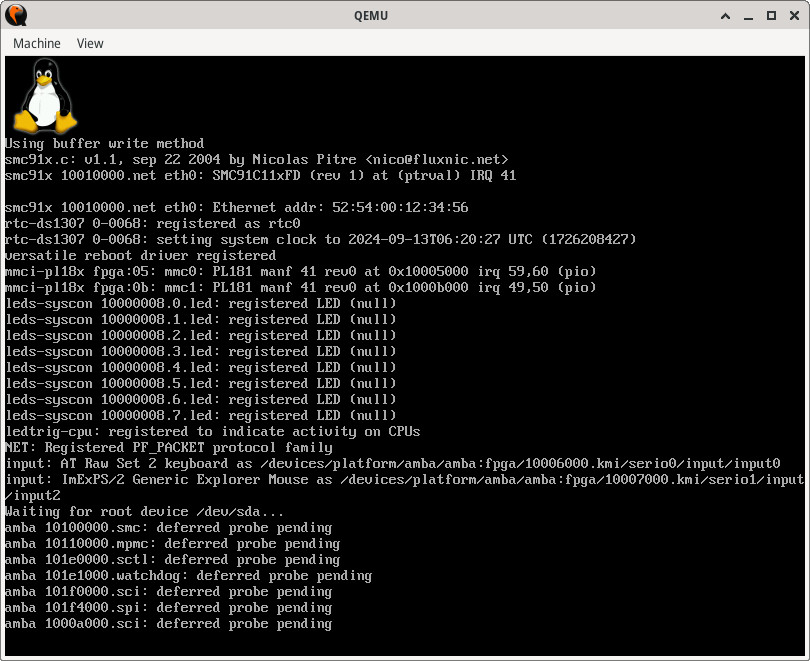 QEMU
Machine View
Using buffer write method
smc91x.c: v1.1, sep 22 2004 by Nicolas Pitre <nico@fluxnic.net>
smc91x 10010000.net eth0: SMC91C11xFD (rev 1) at (ptrval) IRQ 41
smc91x 10010000.net eth0: Ethernet addr: 52:54:00:12:34:56
rtc-ds1307 0-0068: registered as rtc0
rtc-ds1307 0-0068: setting system clock to 2024-09-13T06:20:27 UTC (1726208427)
versatile reboot driver registered
mmci-pl18x fpga:05: mmc0: PL181 manf 41 rev0 at 0x10005000 irq 59,60 (pio)
mmci-pl18x fpga:0b: mmc1: PL181 manf 41 rev0 at 0x1000b000 irq 49,50 (pio)
leds-syscon 10000008.0.led: registered LED (null)
leds-syscon 10000008.1.led: registered LED (null)
leds-syscon 10000008.2.led: registered LED (null)
leds-syscon 10000008.3.led: registered LED (null)
leds-syscon 10000008.4.led: registered LED (null)
leds-syscon 10000008.5.led: registered LED (null)
leds-syscon 10000008.6.led: registered LED (null)
leds-syscon 10000008.7.led: registered LED (null)
ledtrig-cpu: registered to indicate activity on CPUs
NET: Registered PF_PACKET protocol family
input: AT Raw Set 2 keyboard as /devices/platform/amba/amba:fpga/10006000.kmi/serio0/input/input0
input: ImExPS/2 Generic Explorer Mouse as /devices/platform/amba/amba:fpga/10007000.kmi/serio1/input
/input2
Waiting for root device /dev/sda...
amba 10100000.smc: deferred probe pending
amba 10110000.mpmc: deferred probe pending
amba 101e0000.sctl: deferred probe pending
amba 101e1000.watchdog: deferred probe pending
amba 101f0000.sci: deferred probe pending
amba 101f4000.spi: deferred probe pending
amba 1000a000.sci: deferred probe pending